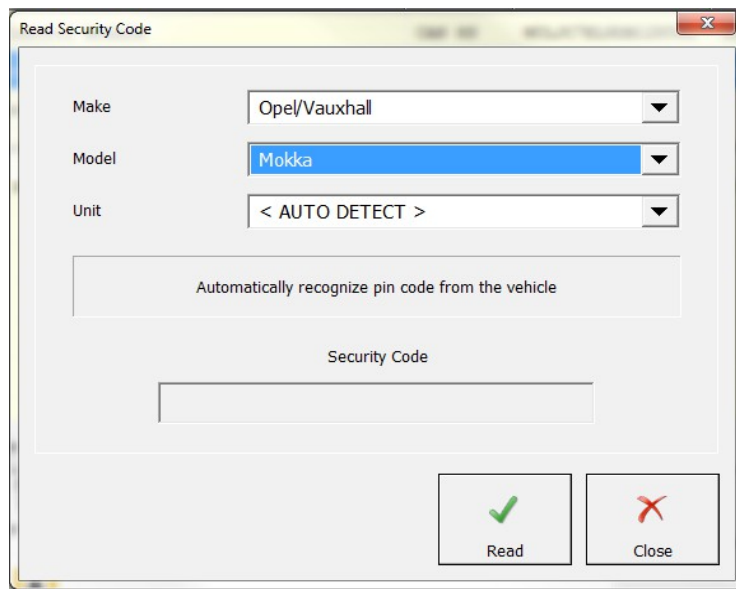 Read Security Code
Make
Opel/Vauxhall
Model
Mokka
Unit
< AUTO DETECT >
Automatically recognize pin code from the vehicle
Security Code
Read
Close